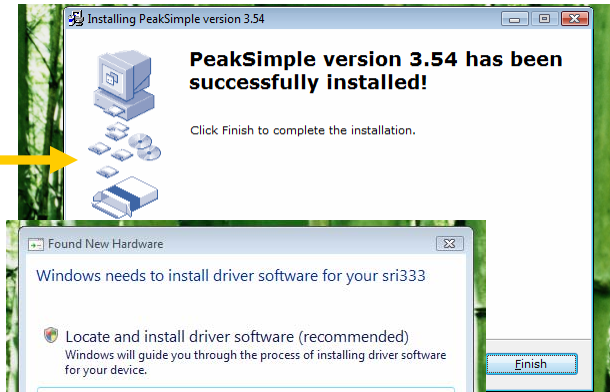 Installing PeakSimple version 3.54
PeakSimple version 3.54 has been
successfully installed!
Click Finish to complete the installation.
Found New Hardware
Windows needs to install driver software for your sri333
Locate and install driver software (recommended)
Windows will guide you through the process of installing driver software
for your device.
Finish